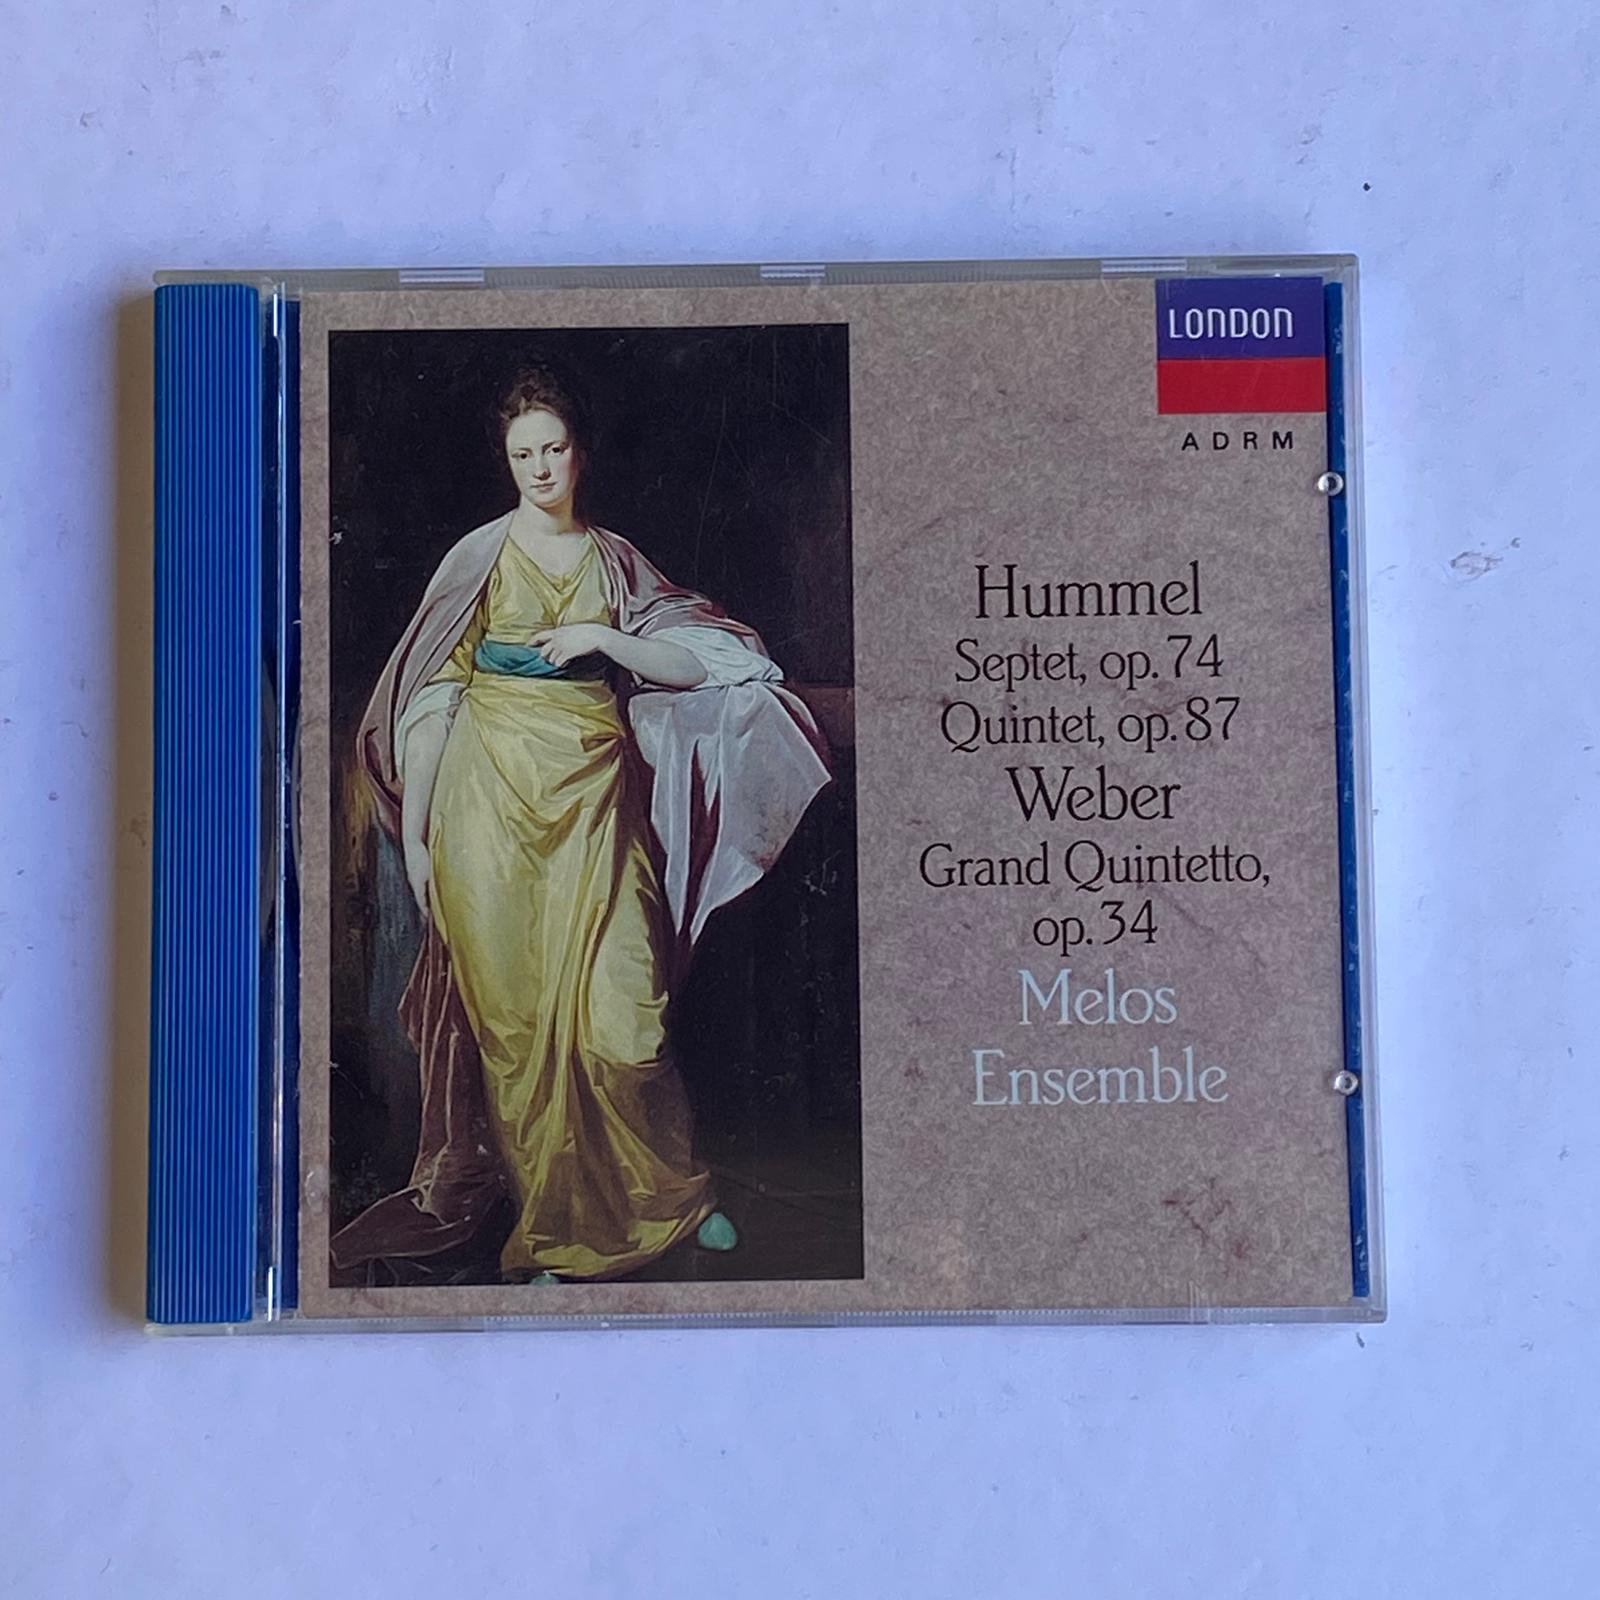 LONDON
ADRM
Hummel
Septet, op.74
Quintet, op.87
Weber
Grand Quintetto,
op.34
Melos
Ensemble